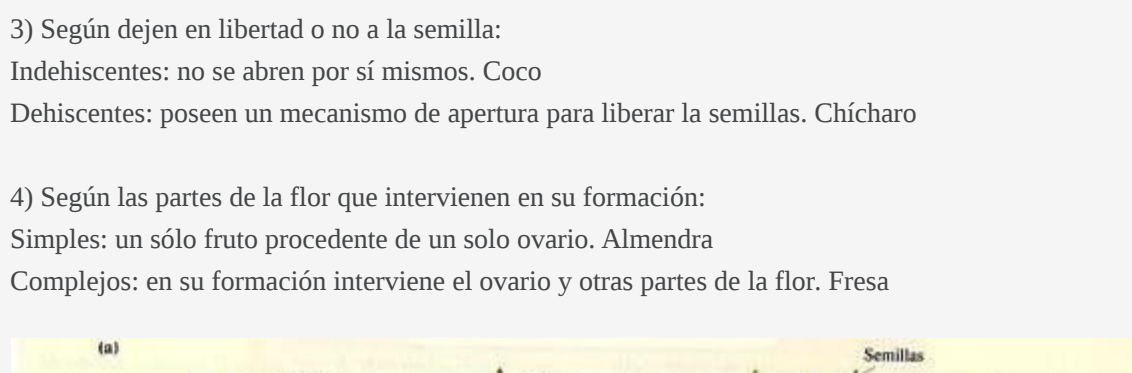 3) Según dejen en libertad o no a la semilla:
Indehiscentes: no se abren por sí mismos. Coco
Dehiscentes: poseen un mecanismo de apertura para liberar la semillas. Chícharo
4) Según las partes de la flor que intervienen en su formación:
Simples: un sólo fruto procedente de un solo ovario. Almendra
Complejos: en su formación interviene el ovario y otras partes de la flor. Fresa
(a)
Semillas